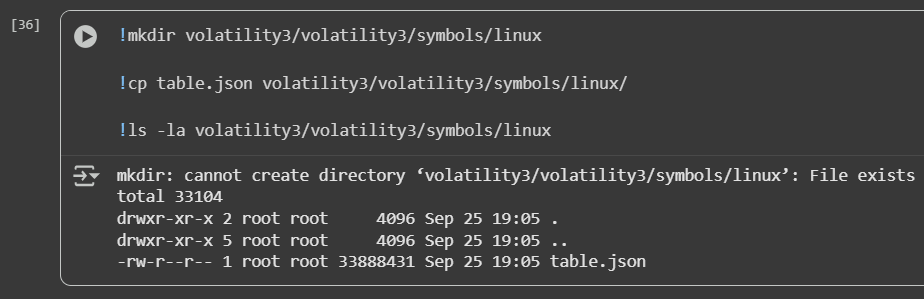 [36]
!mkdir volatility3/volatility3/symbols/linux
!cp table.json volatility3/volatility3/symbols/linux/
!ls -la volatility3/volatility3/symbols/linux
mkdir: cannot create directory ‘volatility3/volatility3/symbols/linux’: File exists
total 33104
drwxr-xr-x 2 root root     4096 Sep 25 19:05 .
drwxr-xr-x 5 root root     4096 Sep 25 19:05 ..
-rw-r--r-- 1 root root 33888431 Sep 25 19:05 table.json